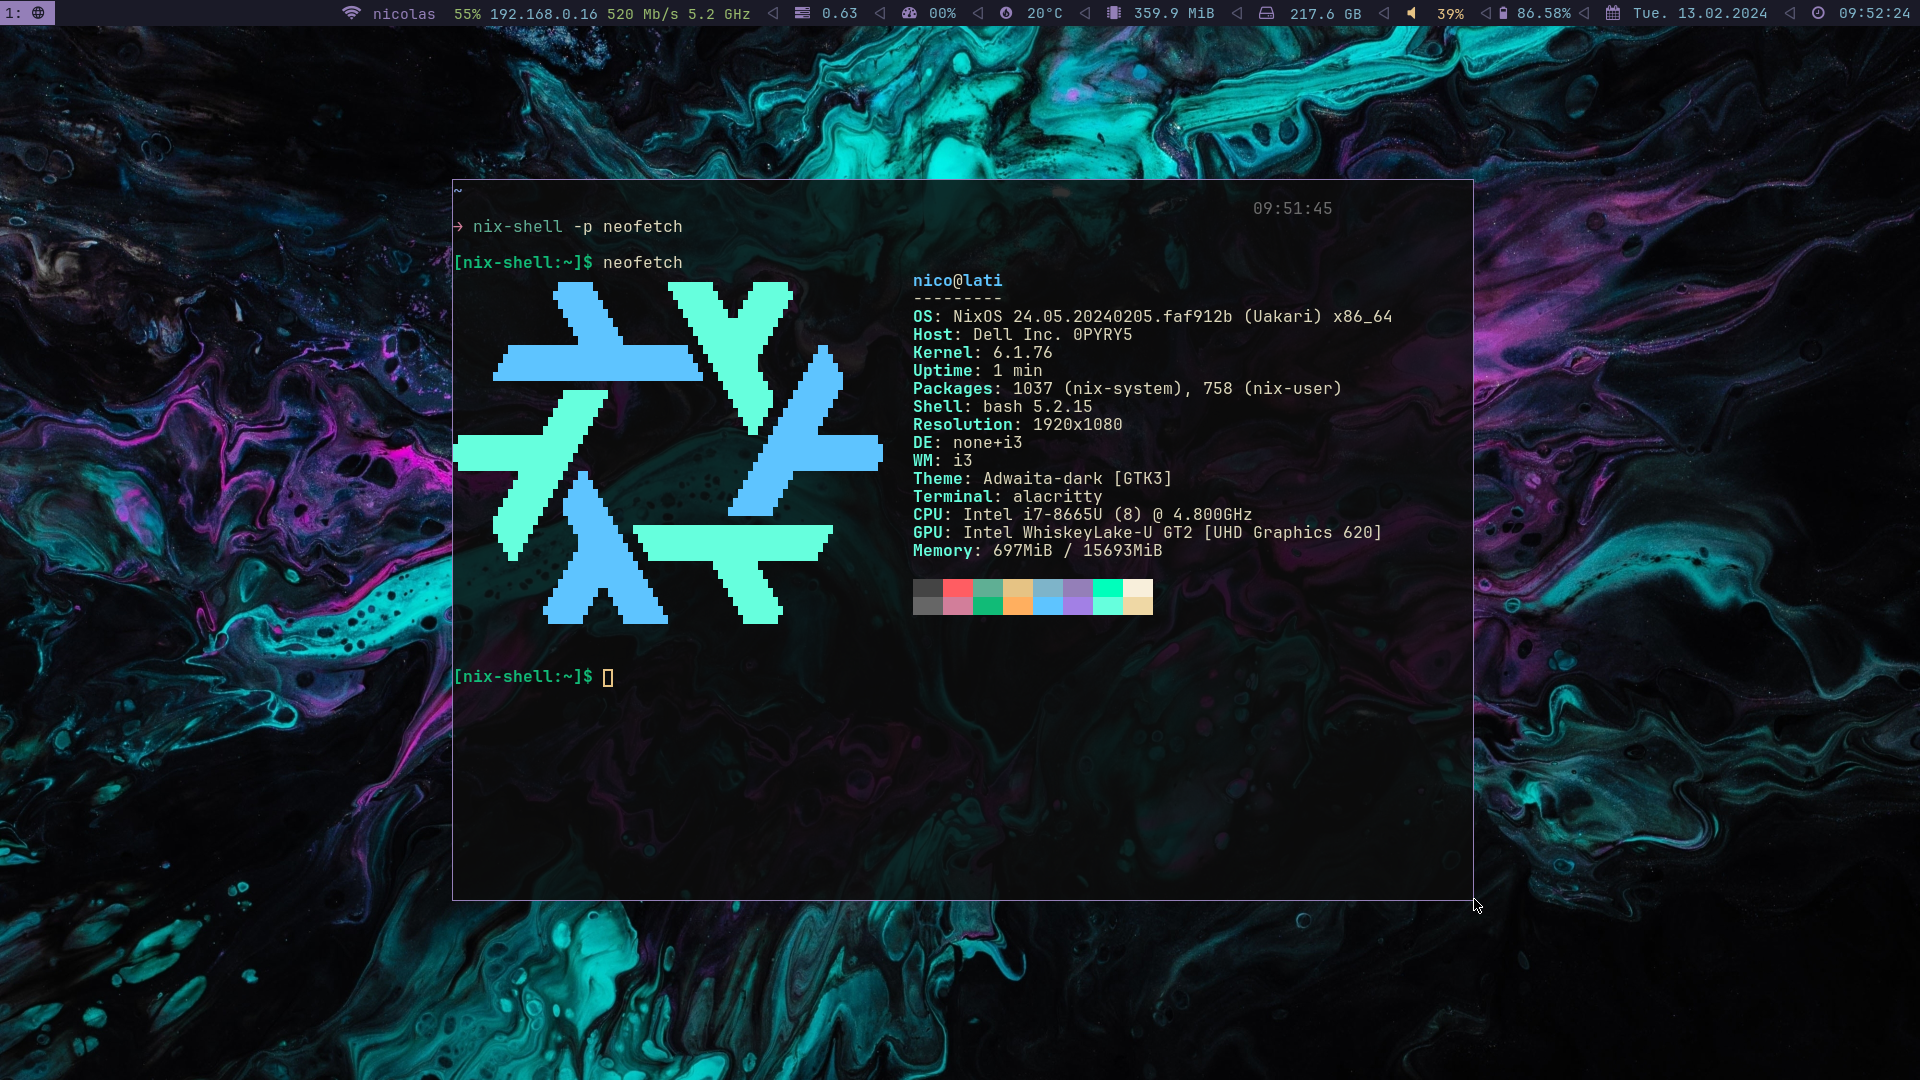 1: nicolas 55% 192.168.0.16 520 Mb/s 5.2 GHz 0.63 00% 20°C 359.9 MiB 217.6 GB 39% 86.58% Tue. 13.02.2024 09:52:24
~
09:51:45
→ nix-shell -p neofetch
[nix-shell:~]$ neofetch
nico@lati
---------
OS: NixOS 24.05.20240205.faf912b (Uakari) x86_64
Host: Dell Inc. 0PYRY5
Kernel: 6.1.76
Uptime: 1 min
Packages: 1037 (nix-system), 758 (nix-user)
Shell: bash 5.2.15
Resolution: 1920x1080
DE: none+i3
WM: i3
Theme: Adwaita-dark [GTK3]
Terminal: alacritty
CPU: Intel i7-8665U (8) @ 4.800GHz
GPU: Intel WhiskeyLake-U GT2 [UHD Graphics 620]
Memory: 697MiB / 15693MiB
[nix-shell:~]$